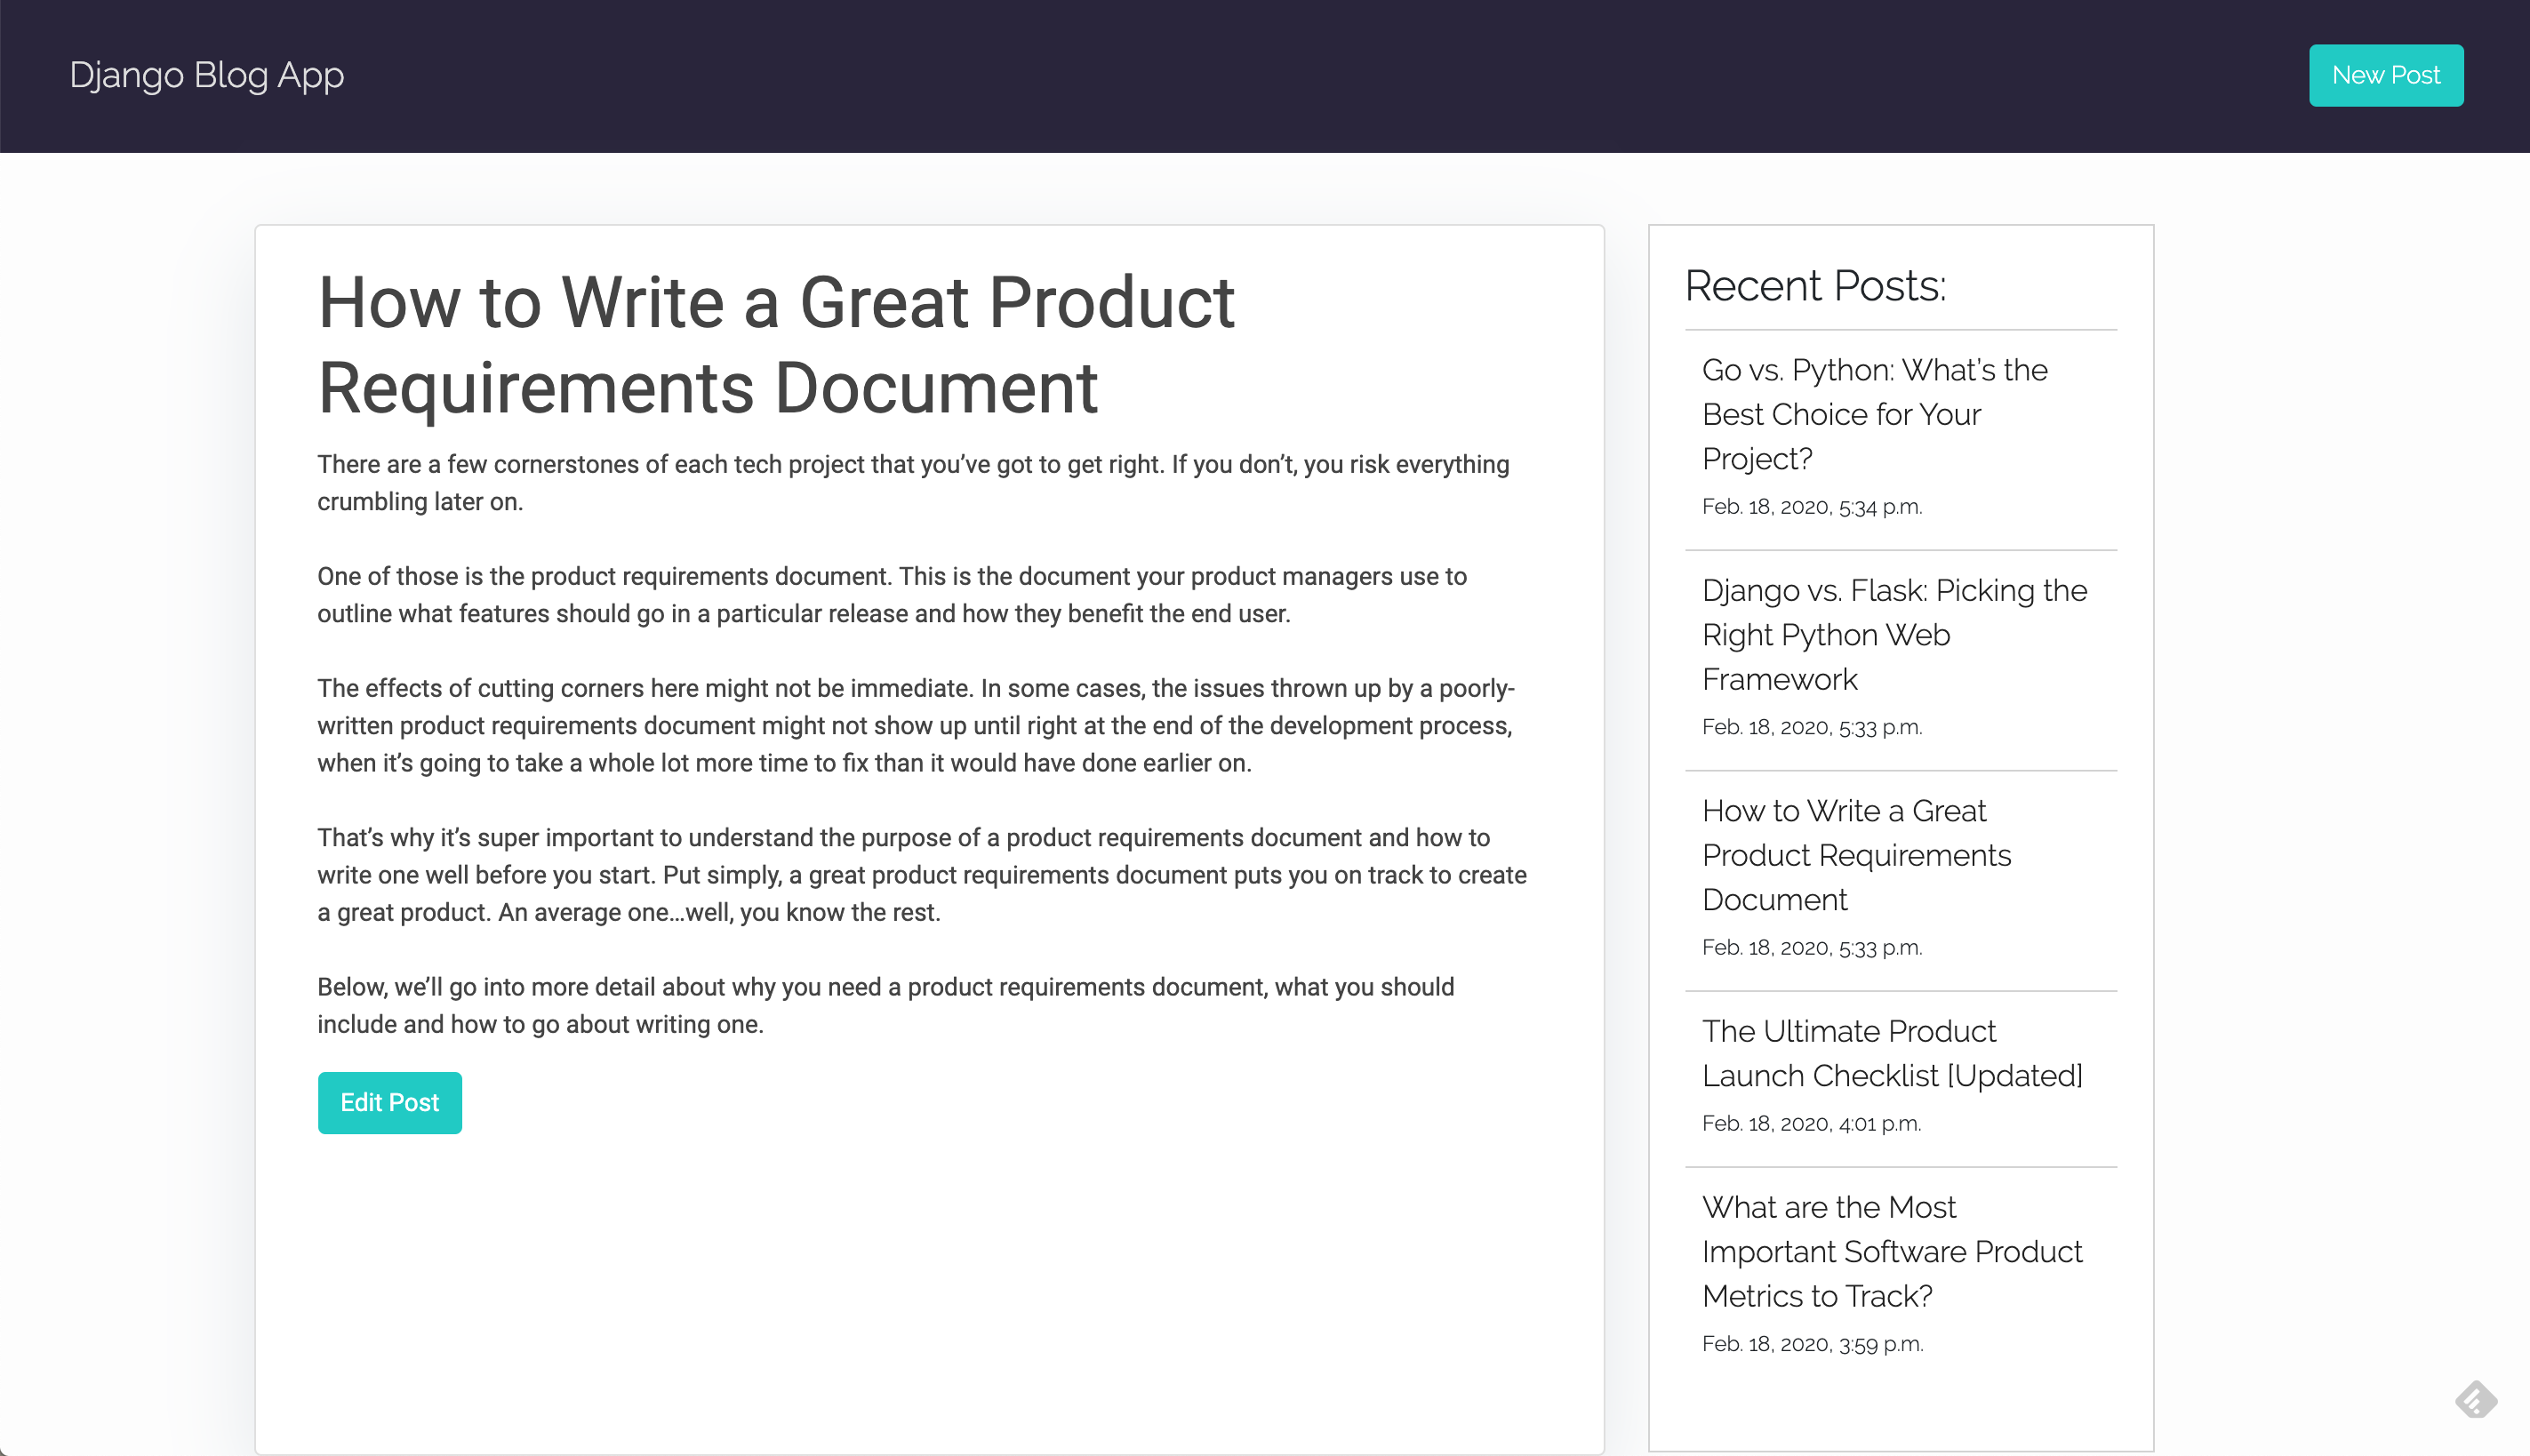 Django Blog App
New Post
How to Write a Great Product
Requirements Document
There are a few cornerstones of each tech project that you’ve got to get right. If you don’t, you risk everything
crumbling later on.
One of those is the product requirements document. This is the document your product managers use to
outline what features should go in a particular release and how they benefit the end user.
The effects of cutting corners here might not be immediate. In some cases, the issues thrown up by a poorly-
written product requirements document might not show up until right at the end of the development process,
when it’s going to take a whole lot more time to fix than it would have done earlier on.
That’s why it’s super important to understand the purpose of a product requirements document and how to
write one well before you start. Put simply, a great product requirements document puts you on track to create
a great product. An average one…well, you know the rest.
Below, we’ll go into more detail about why you need a product requirements document, what you should
include and how to go about writing one.
Edit Post
Recent Posts:
Go vs. Python: What’s the
Best Choice for Your
Project?
Feb. 18, 2020, 5:34 p.m.
Django vs. Flask: Picking the
Right Python Web
Framework
Feb. 18, 2020, 5:33 p.m.
How to Write a Great
Product Requirements
Document
Feb. 18, 2020, 5:33 p.m.
The Ultimate Product
Launch Checklist [Updated]
Feb. 18, 2020, 4:01 p.m.
What are the Most
Important Software Product
Metrics to Track?
Feb. 18, 2020, 3:59 p.m.